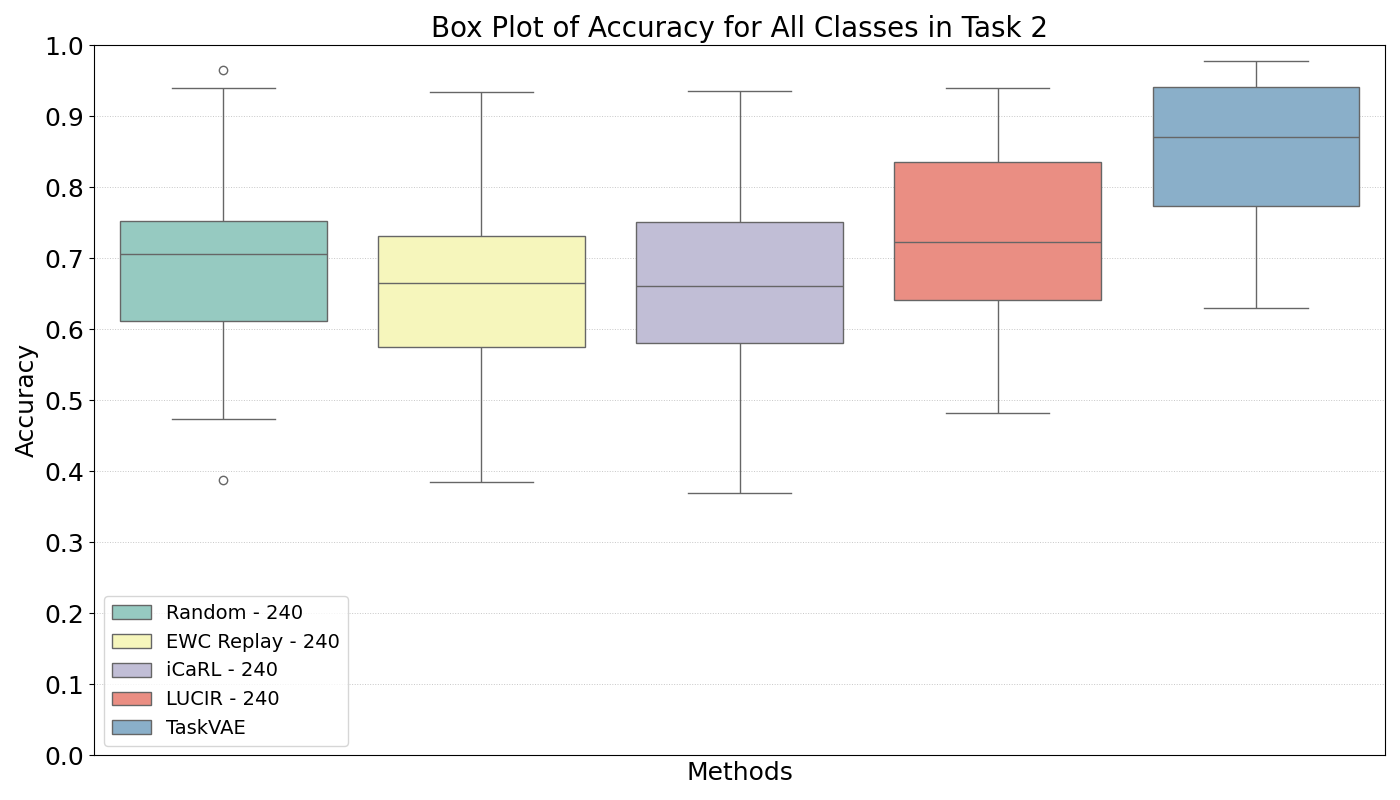 Box Plot of Accuracy for All Classes in Task 2
1.0
0.9
0.8
0.7
0.6
0.5
0.4
0.3
0.2
0.1
0.0
Accuracy
Random - 240
EWC Replay - 240
iCaRL - 240
LUCIR - 240
TaskVAE
Methods